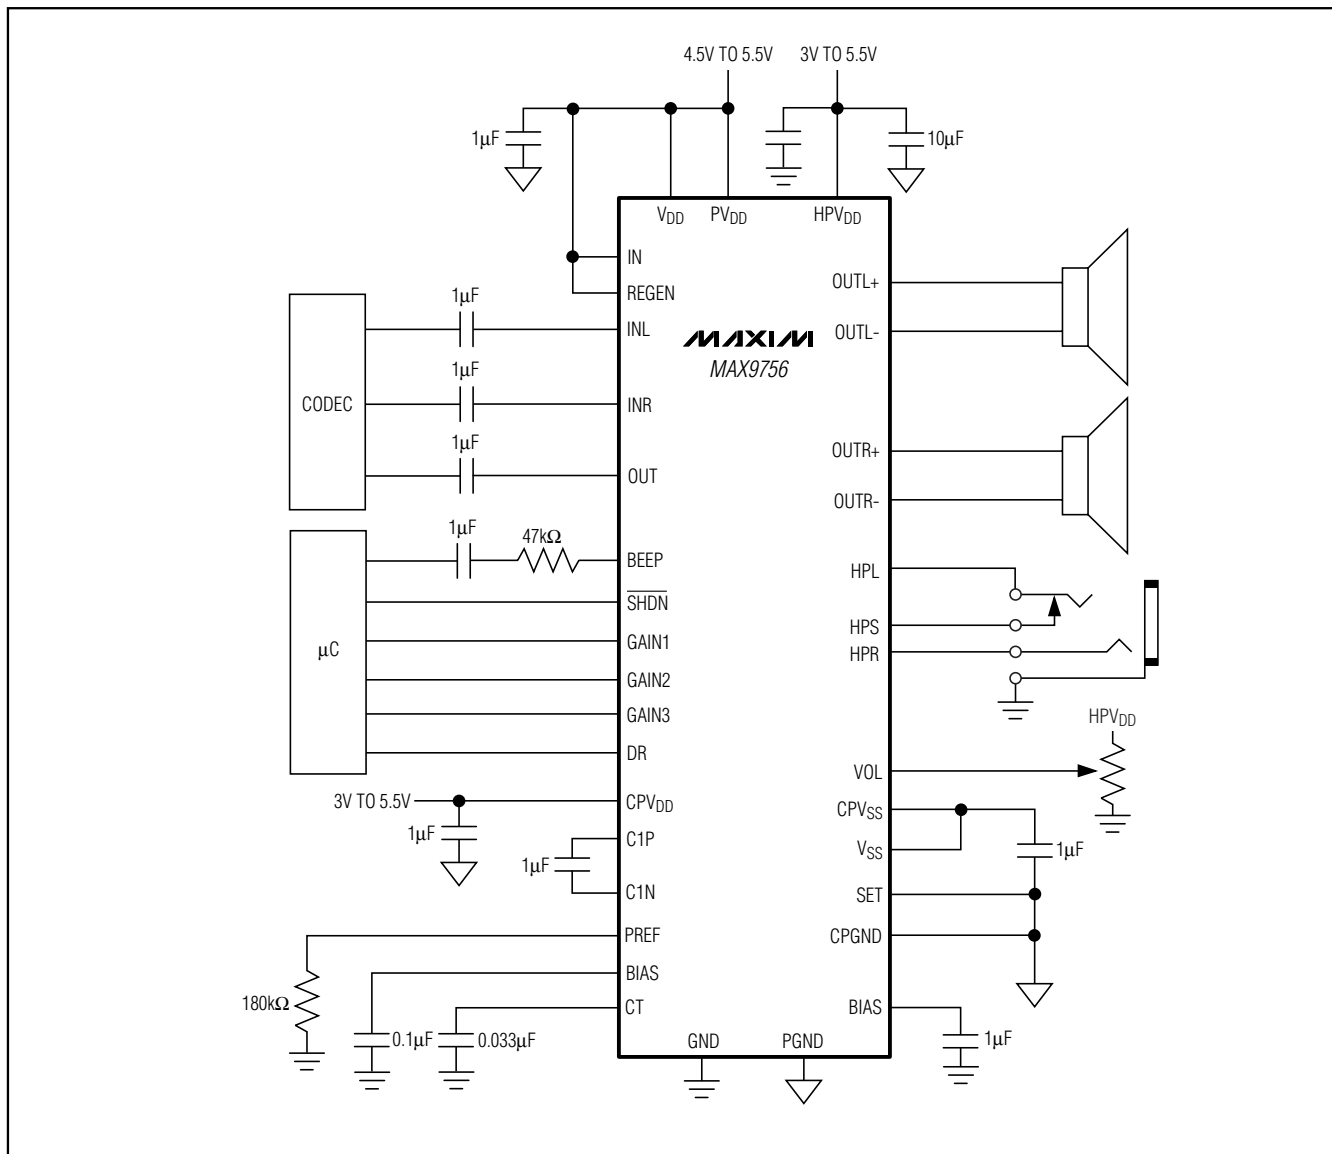 4.5V TO 5.5V
3V TO 5.5V
1μF
10μF
VDD
PVDD
HPVDD
IN
REGEN
OUTL+
OUTL-
1μF
INL
MAXIM
MAX9756
1μF
CODEC
INR
1μF
OUT
OUTR+
OUTR-
1μF
47kΩ
BEEP
SHDN
μC
GAIN1
GAIN2
GAIN3
DR
HPL
HPS
HPR
HPVDD
VOL
3V TO 5.5V
CPVDD
1μF
C1P
1μF
C1N
CPVSS
VSS
1μF
SET
CPGND
PREF
180kΩ
BIAS
0.1μF
CT
0.033μF
BIAS
1μF
GND
PGND